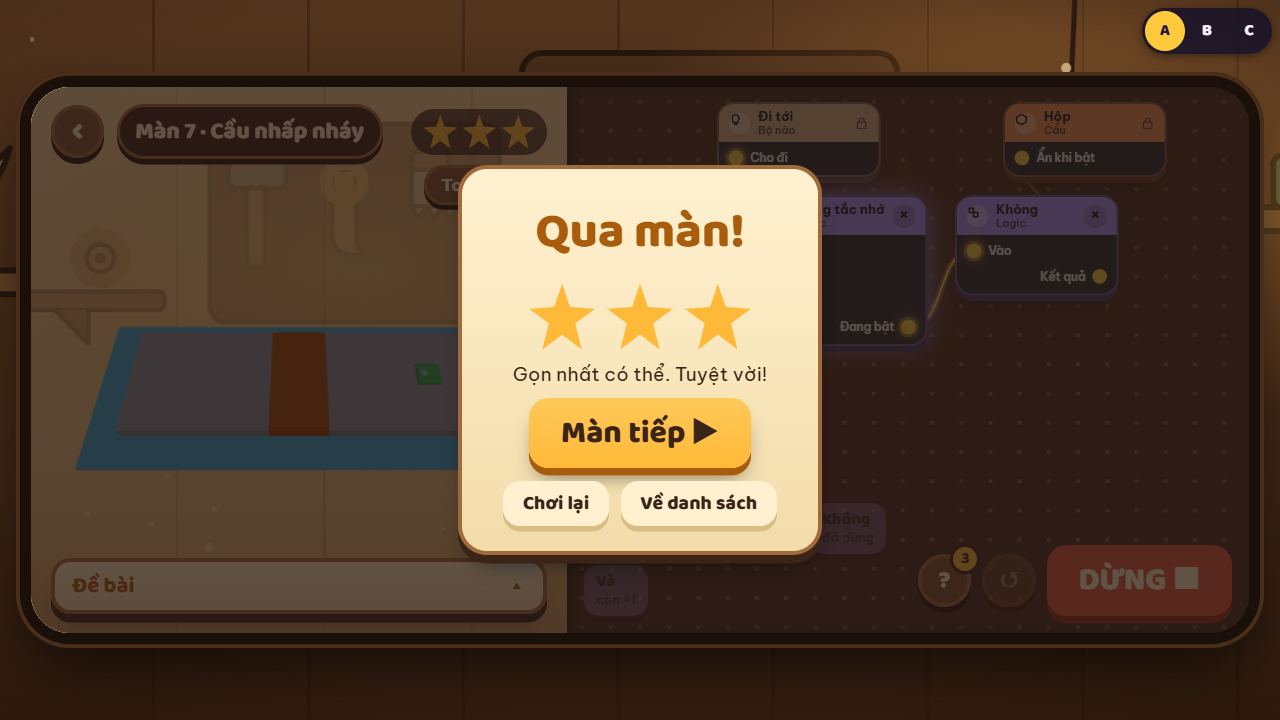 A B C
Màn 7 · Cầu nhấp nháy
Đi tới
Bộ não
Cho đi
Hộp
Cầu
Ẩn khi bật
Không
Logic
Vào
Kết quả
Đang bật
Qua màn!
Gọn nhất có thể. Tuyệt vời!
Màn tiếp ▶
Chơi lại
Về danh sách
Không
Và
còn ×1
Đề bài
?
3
DỪNG